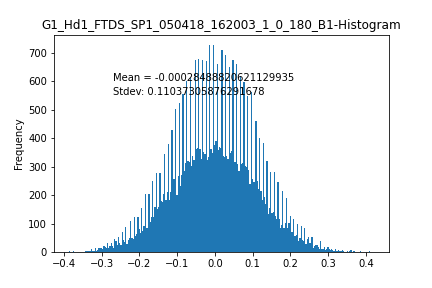 G1_Hd1_FTDS_SP1_050418_162003_1_0_180_B1-Histogram
700
Mean = -0.00028488820621129935
600
Stdev: 0.11037305876291678
500
Frequency
400
300
200
100
0
-0.4 -0.3 -0.2 -0.1 0.0 0.1 0.2 0.3 0.4